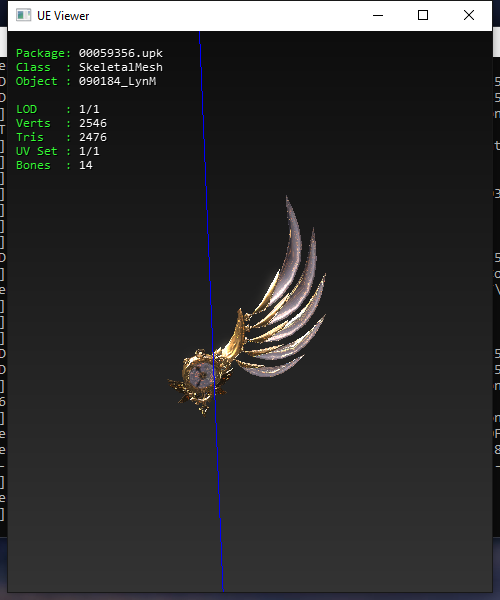 UE Viewer
Package: 00059356.upk
Class  : SkeletalMesh
Object : 090184_LynM
LOD    : 1/1
Verts  : 2546
Tris   : 2476
UV Set : 1/1
Bones  : 14